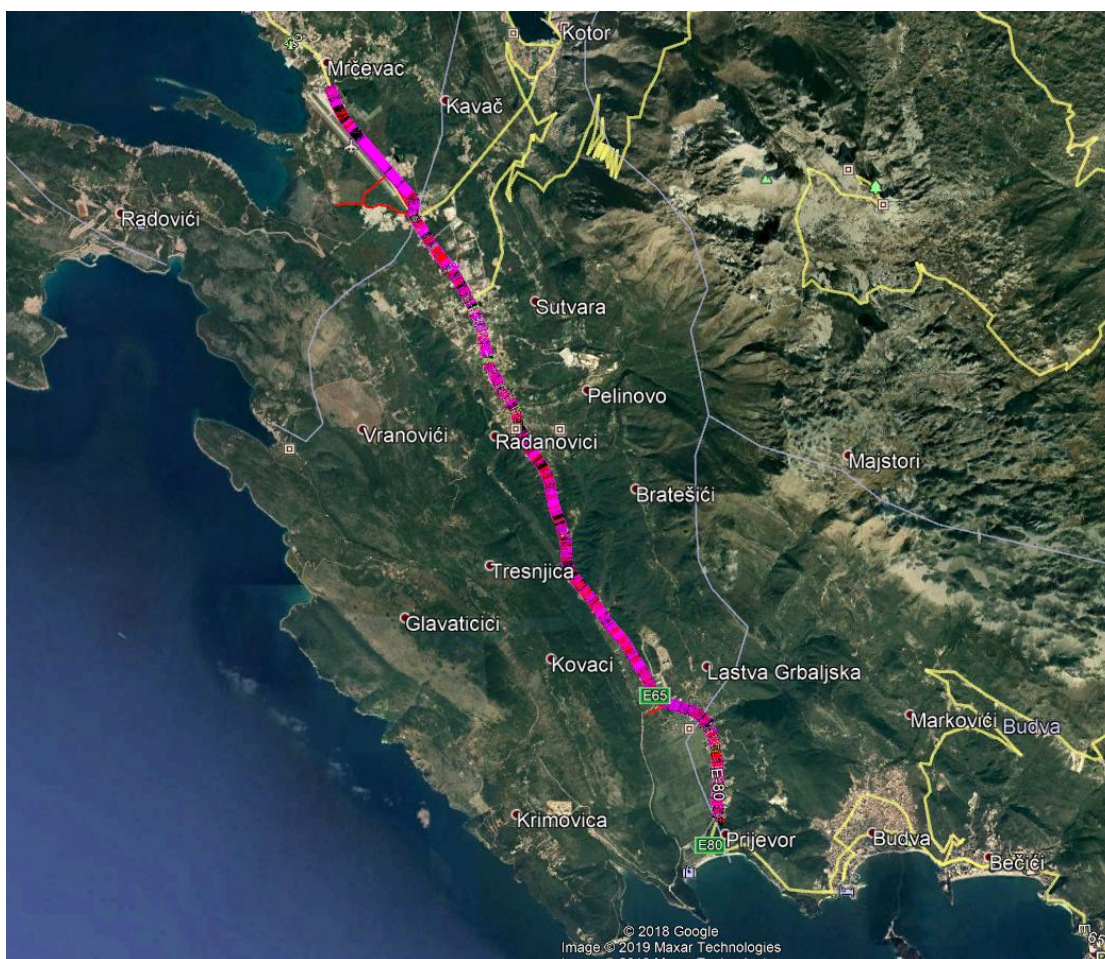 Kotor
Mrčevac
Kavač
Radovići
Sutvara
Pelinovo
Vranovići
Radanovici
Majstori
Bratešići
Tresnjica
Glavaticici
Kovaci
Lastva Grbaljska
E65
Markovići
Budva
E-80
Krimovica
Prijevor
Budva
E80
Bečići
© 2018 Google
Image © 2019 Maxar Technologies